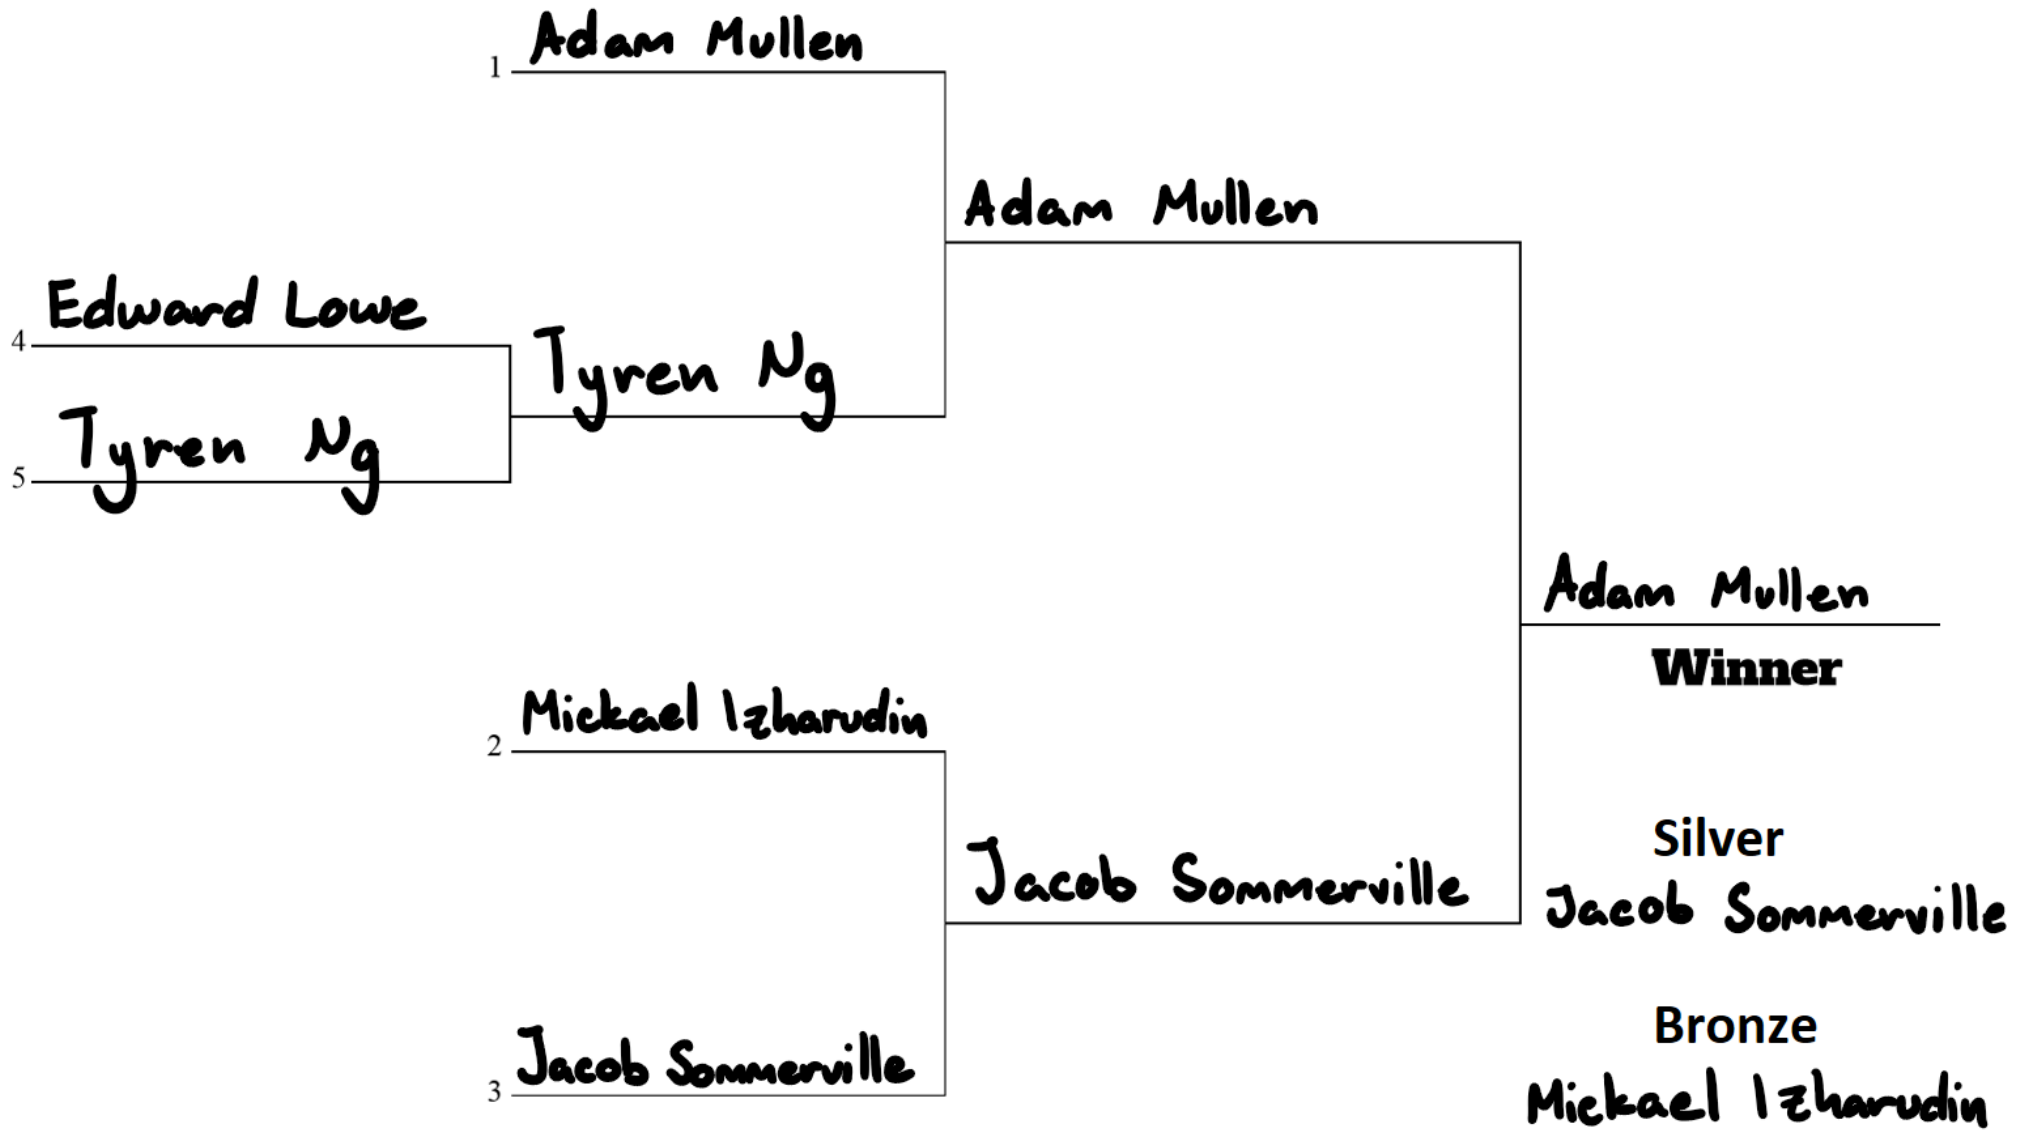 Adam Mullen
1
Adam Mullen
Edward Lowe
4
Tyren Ng
Tyren Ng
5
Adam Mullen
Winner
Mickael Izharudin
2
Silver
Jacob Sommerville
Jacob Sommerville
Bronze
Jacob Sommerville
3
Mickael Izharudin